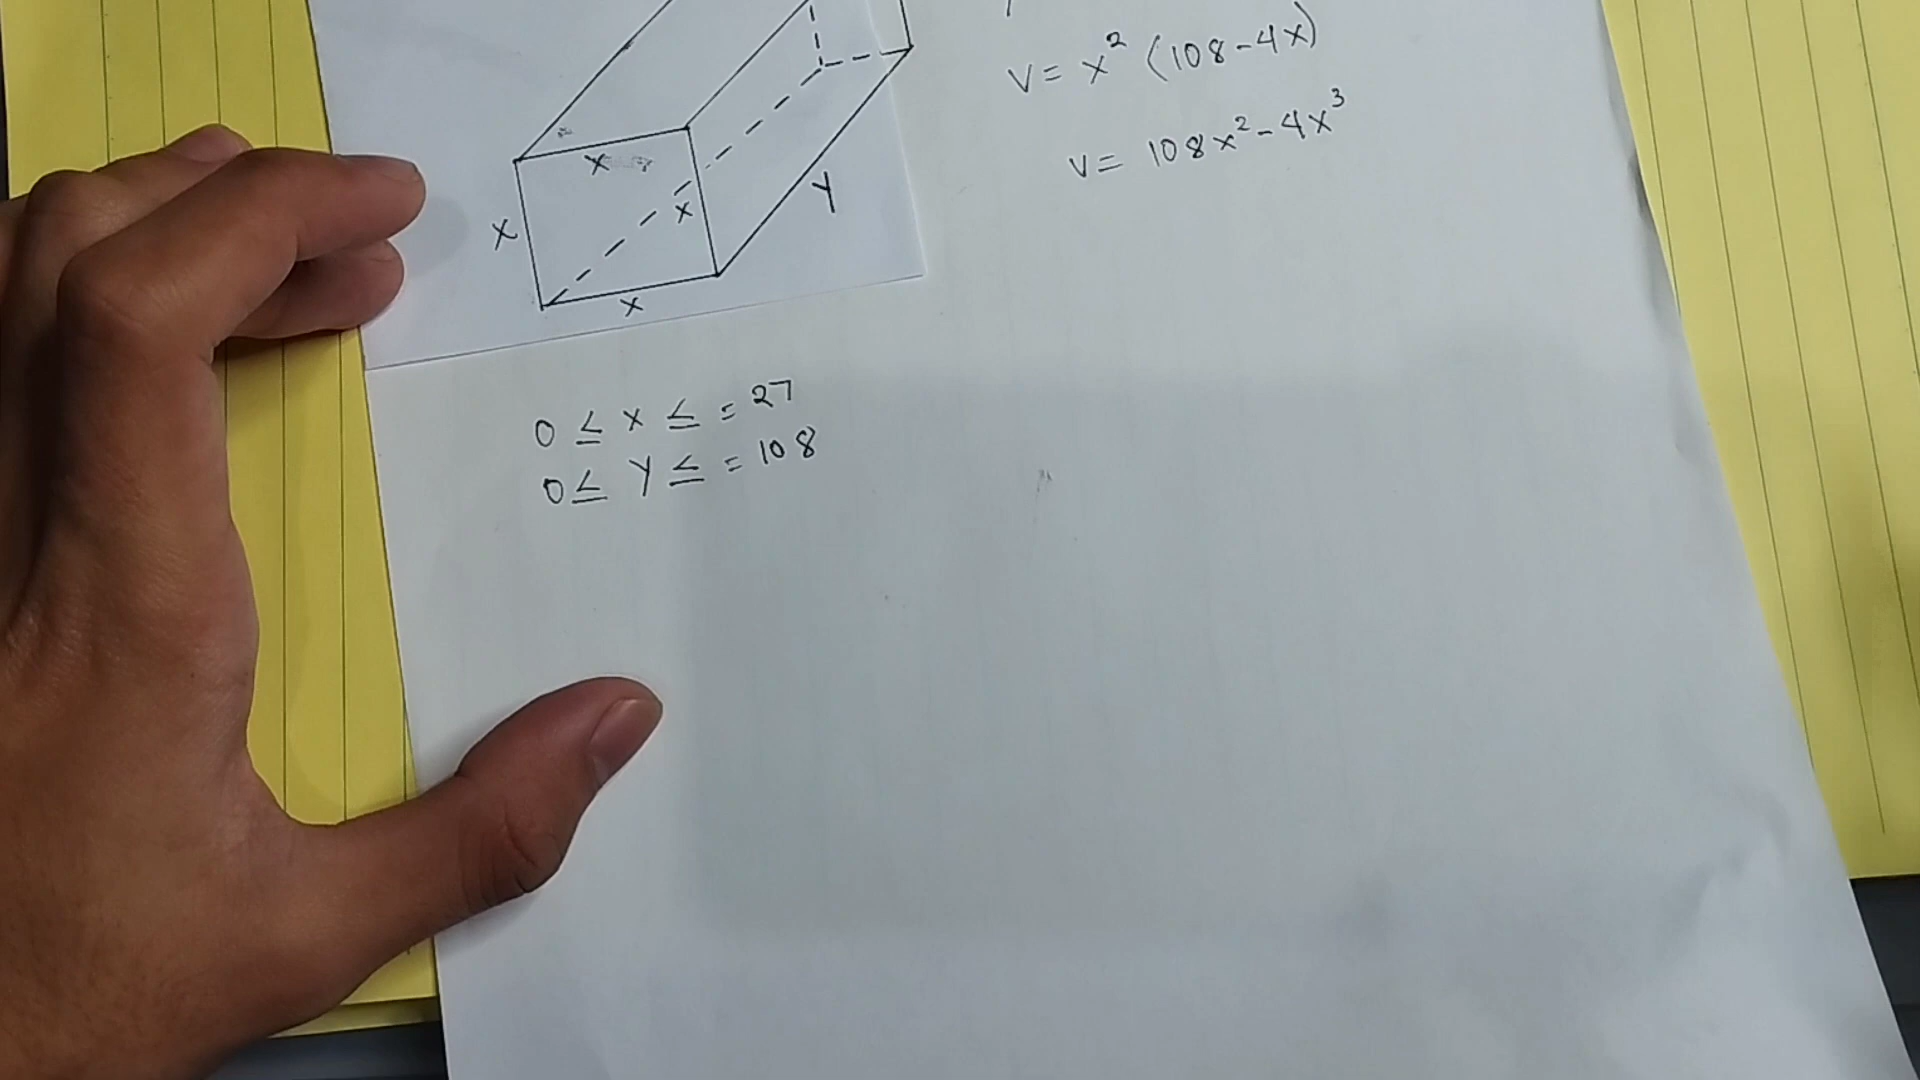 V = x² (108-4x)
V = 108x² - 4x³
x
x
x
y
x
0 ≤ x ≤ = 27
0 ≤ y ≤ = 108